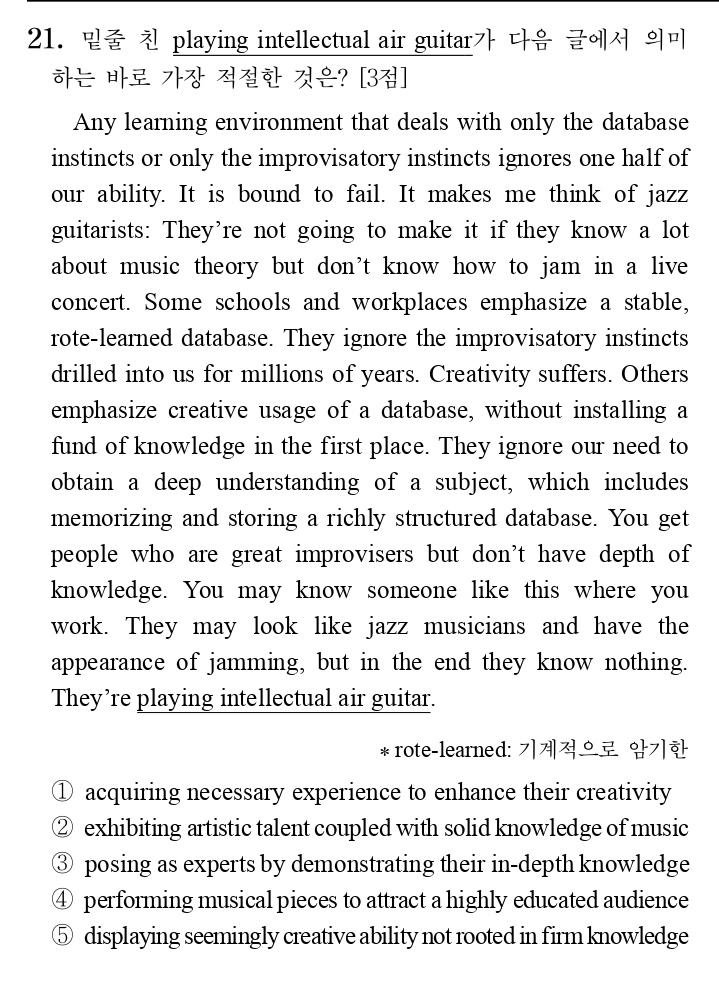 21. 밑줄 친 playing intellectual air guitar가 다음 글에서 의미
하는 바로 가장 적절한 것은? [3점]
Any learning environment that deals with only the database
instincts or only the improvisatory instincts ignores one half of
our ability. It is bound to fail. It makes me think of jazz
guitarists: They’re not going to make it if they know a lot
about music theory but don’t know how to jam in a live
concert. Some schools and workplaces emphasize a stable,
rote-learned database. They ignore the improvisatory instincts
drilled into us for millions of years. Creativity suffers. Others
emphasize creative usage of a database, without installing a
fund of knowledge in the first place. They ignore our need to
obtain a deep understanding of a subject, which includes
memorizing and storing a richly structured database. You get
people who are great improvisers but don’t have depth of
knowledge. You may know someone like this where you
work. They may look like jazz musicians and have the
appearance of jamming, but in the end they know nothing.
They’re playing intellectual air guitar.
* rote-learned: 기계적으로 암기한
① acquiring necessary experience to enhance their creativity
② exhibiting artistic talent coupled with solid knowledge of music
③ posing as experts by demonstrating their in-depth knowledge
④ performing musical pieces to attract a highly educated audience
⑤ displaying seemingly creative ability not rooted in firm knowledge